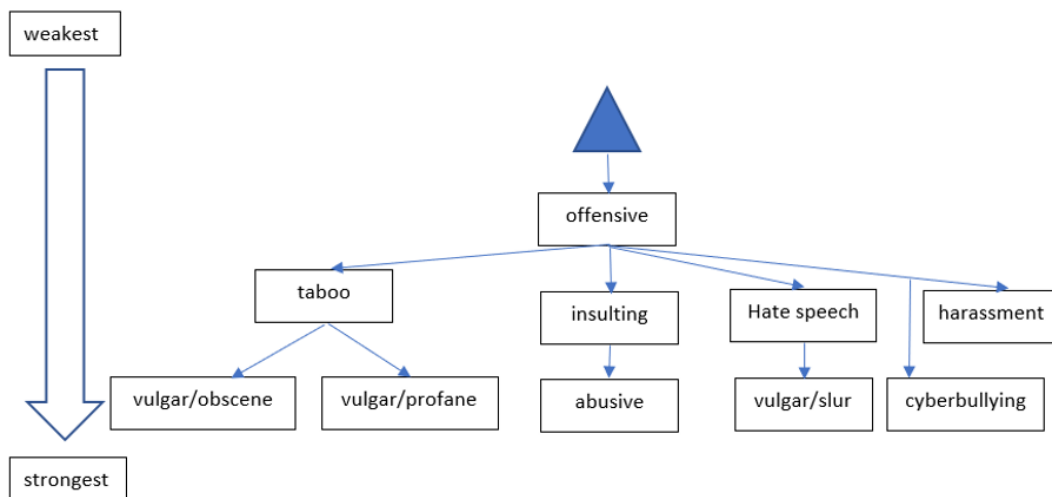 weakest
offensive
taboo
insulting
Hate speech
harassment
vulgar/obscene
vulgar/profane
abusive
vulgar/slur
cyberbullying
strongest